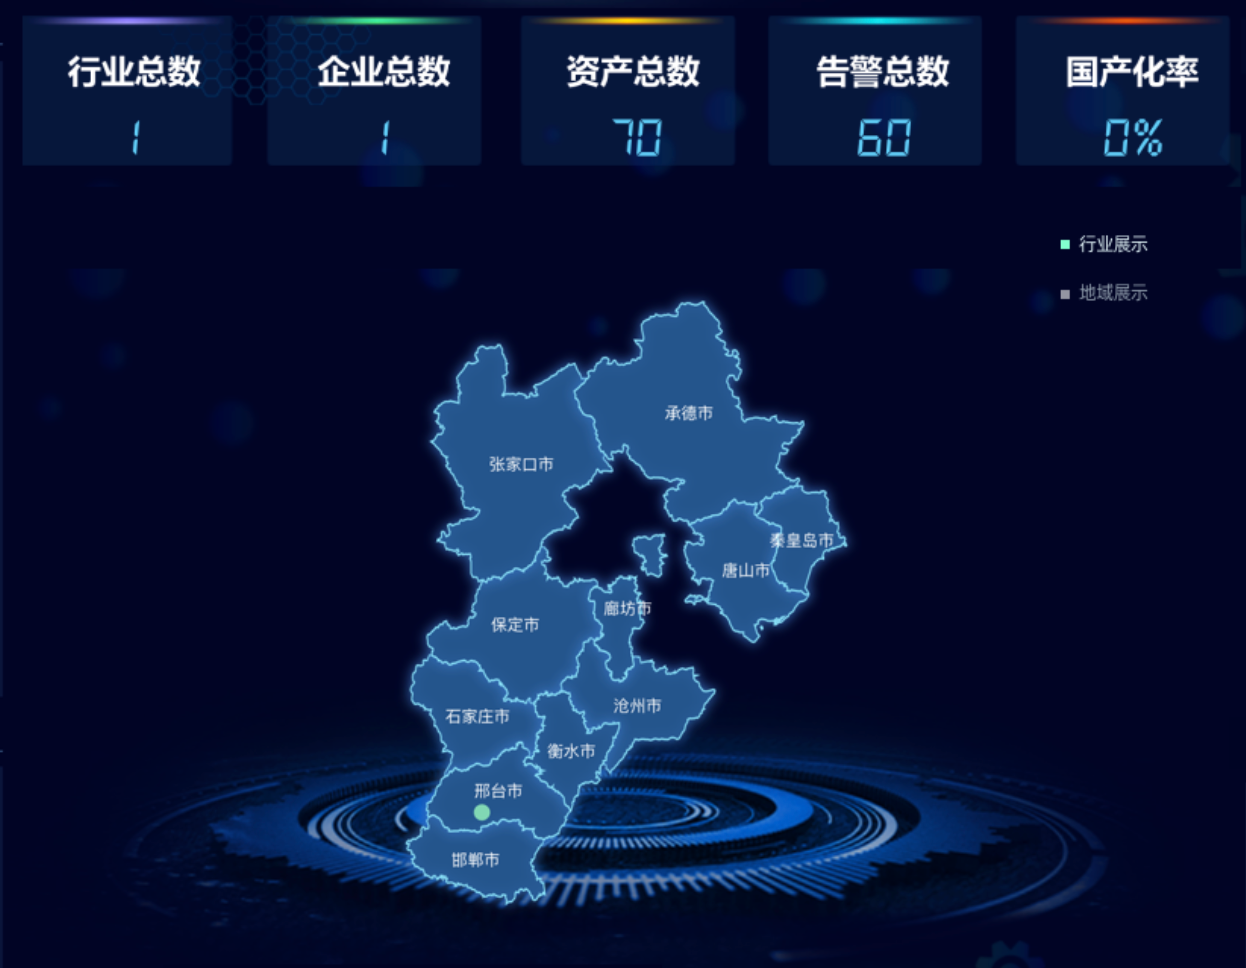 行业总数
企业总数
资产总数
告警总数
国产化率
1
1
70
60
0%
行业展示
地域展示
承德市
张家口市
秦皇岛市
唐山市
廊坊市
保定市
沧州市
石家庄市
衡水市
邢台市
邯郸市